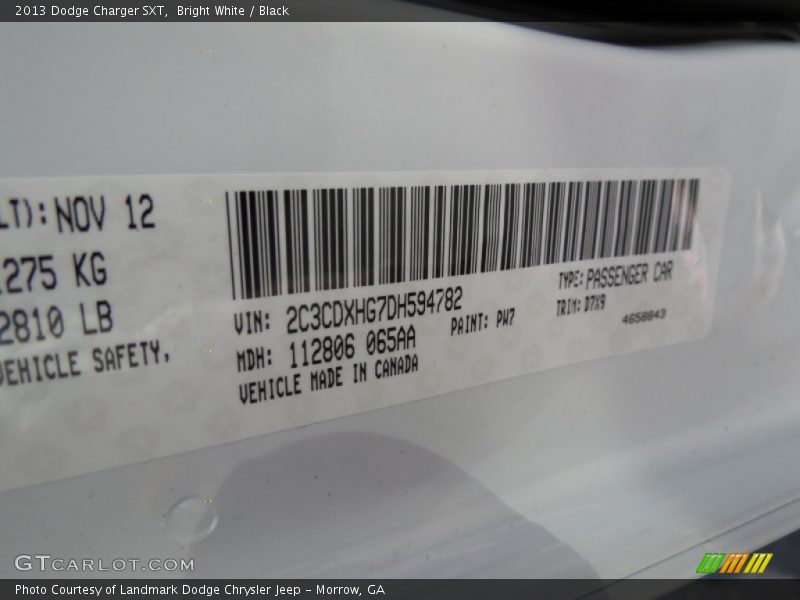 2013 Dodge Charger SXT,  Bright White / Black
LT): NOV 12
275 KG
2810 LB
VEHICLE SAFETY,
VIN: 2C3CDXHG7DH594782
TYPE: PASSENGER CAR
MDH: 112806 065AA
PAINT: PW7
TRIM: D7X9
VEHICLE MADE IN CANADA
4658843
GTCARLOT.COM
Photo Courtesy of Landmark Dodge Chrysler Jeep – Morrow, GA